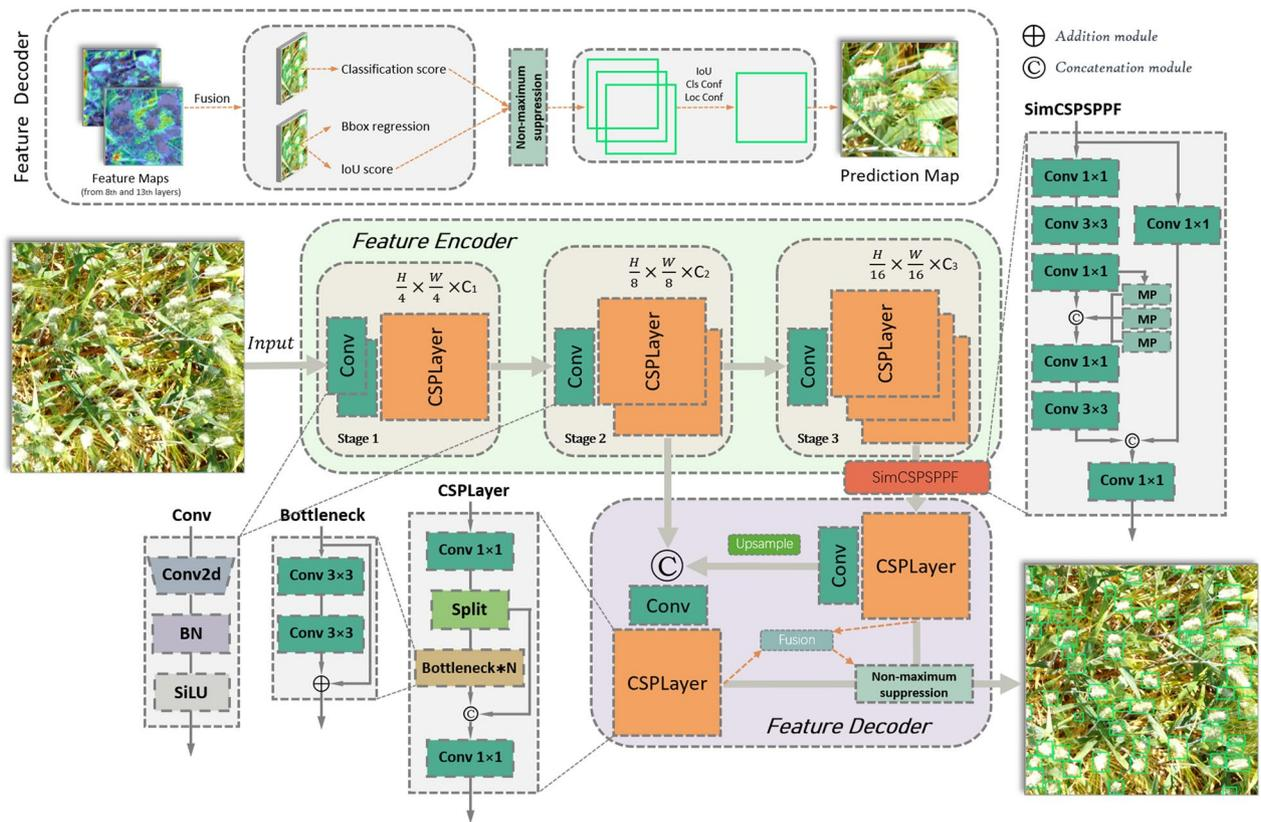 Feature Decoder
Feature Maps
(from 8th and 13th layers)
Fusion
Classification score
Bbox regression
IoU score
Non-maximum
suppression
IoU
Cls Conf
Loc Conf
Prediction Map
⊕ Addition module
Ⓒ Concatenation module
SimCSPSPPF
Conv 1×1
Conv 3×3
Conv 1×1
Conv 1×1
MP
MP
MP
C
Conv 1×1
Conv 3×3
C
Conv 1×1
Feature Encoder
Input
H/4 × W/4 ×C₁
Conv
CSPLayer
Stage 1
H/8 × W/8 ×C₂
Conv
CSPLayer
Stage 2
H/16 × W/16 ×C₃
Conv
CSPLayer
Stage 3
SimCSPSPPF
Conv
Conv2d
BN
SiLU
Bottleneck
Conv 3×3
Conv 3×3
CSPLayer
Conv 1×1
Split
Bottleneck∗N
C
Conv 1×1
C
Upsample
Conv
CSPLayer
Conv
CSPLayer
Fusion
Non-maximum
suppression
Feature Decoder